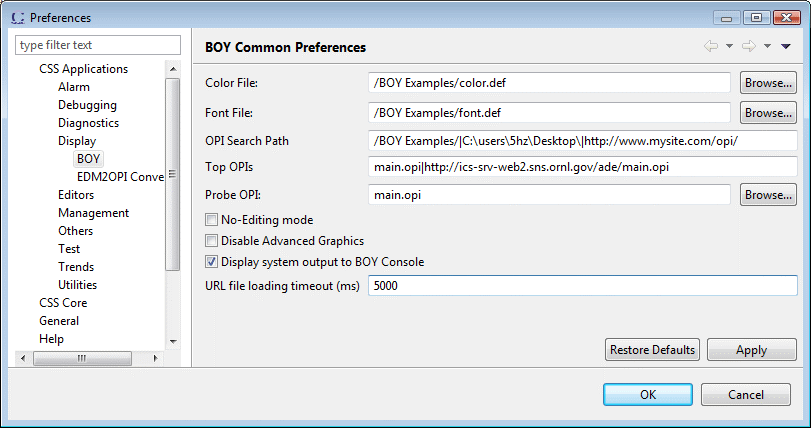 Preferences
type filter text
CSS Applications
Alarm
Debugging
Diagnostics
Display
BOY
EDM2OPI Conve
Editors
Management
Others
Test
Trends
Utilities
CSS Core
General
Help
BOY Common Preferences
Color File: /BOY Examples/color.def Browse...
Font File: /BOY Examples/font.def Browse...
OPI Search Path /BOY Examples/|C:\users\5hz\Desktop\|http://www.mysite.com/opi/
Top OPIs main.opi|http://ics-srv-web2.sns.ornl.gov/ade/main.opi
Probe OPI: main.opi Browse...
No-Editing mode
Disable Advanced Graphics
Display system output to BOY Console
URL file loading timeout (ms) 5000
Restore Defaults Apply
OK Cancel